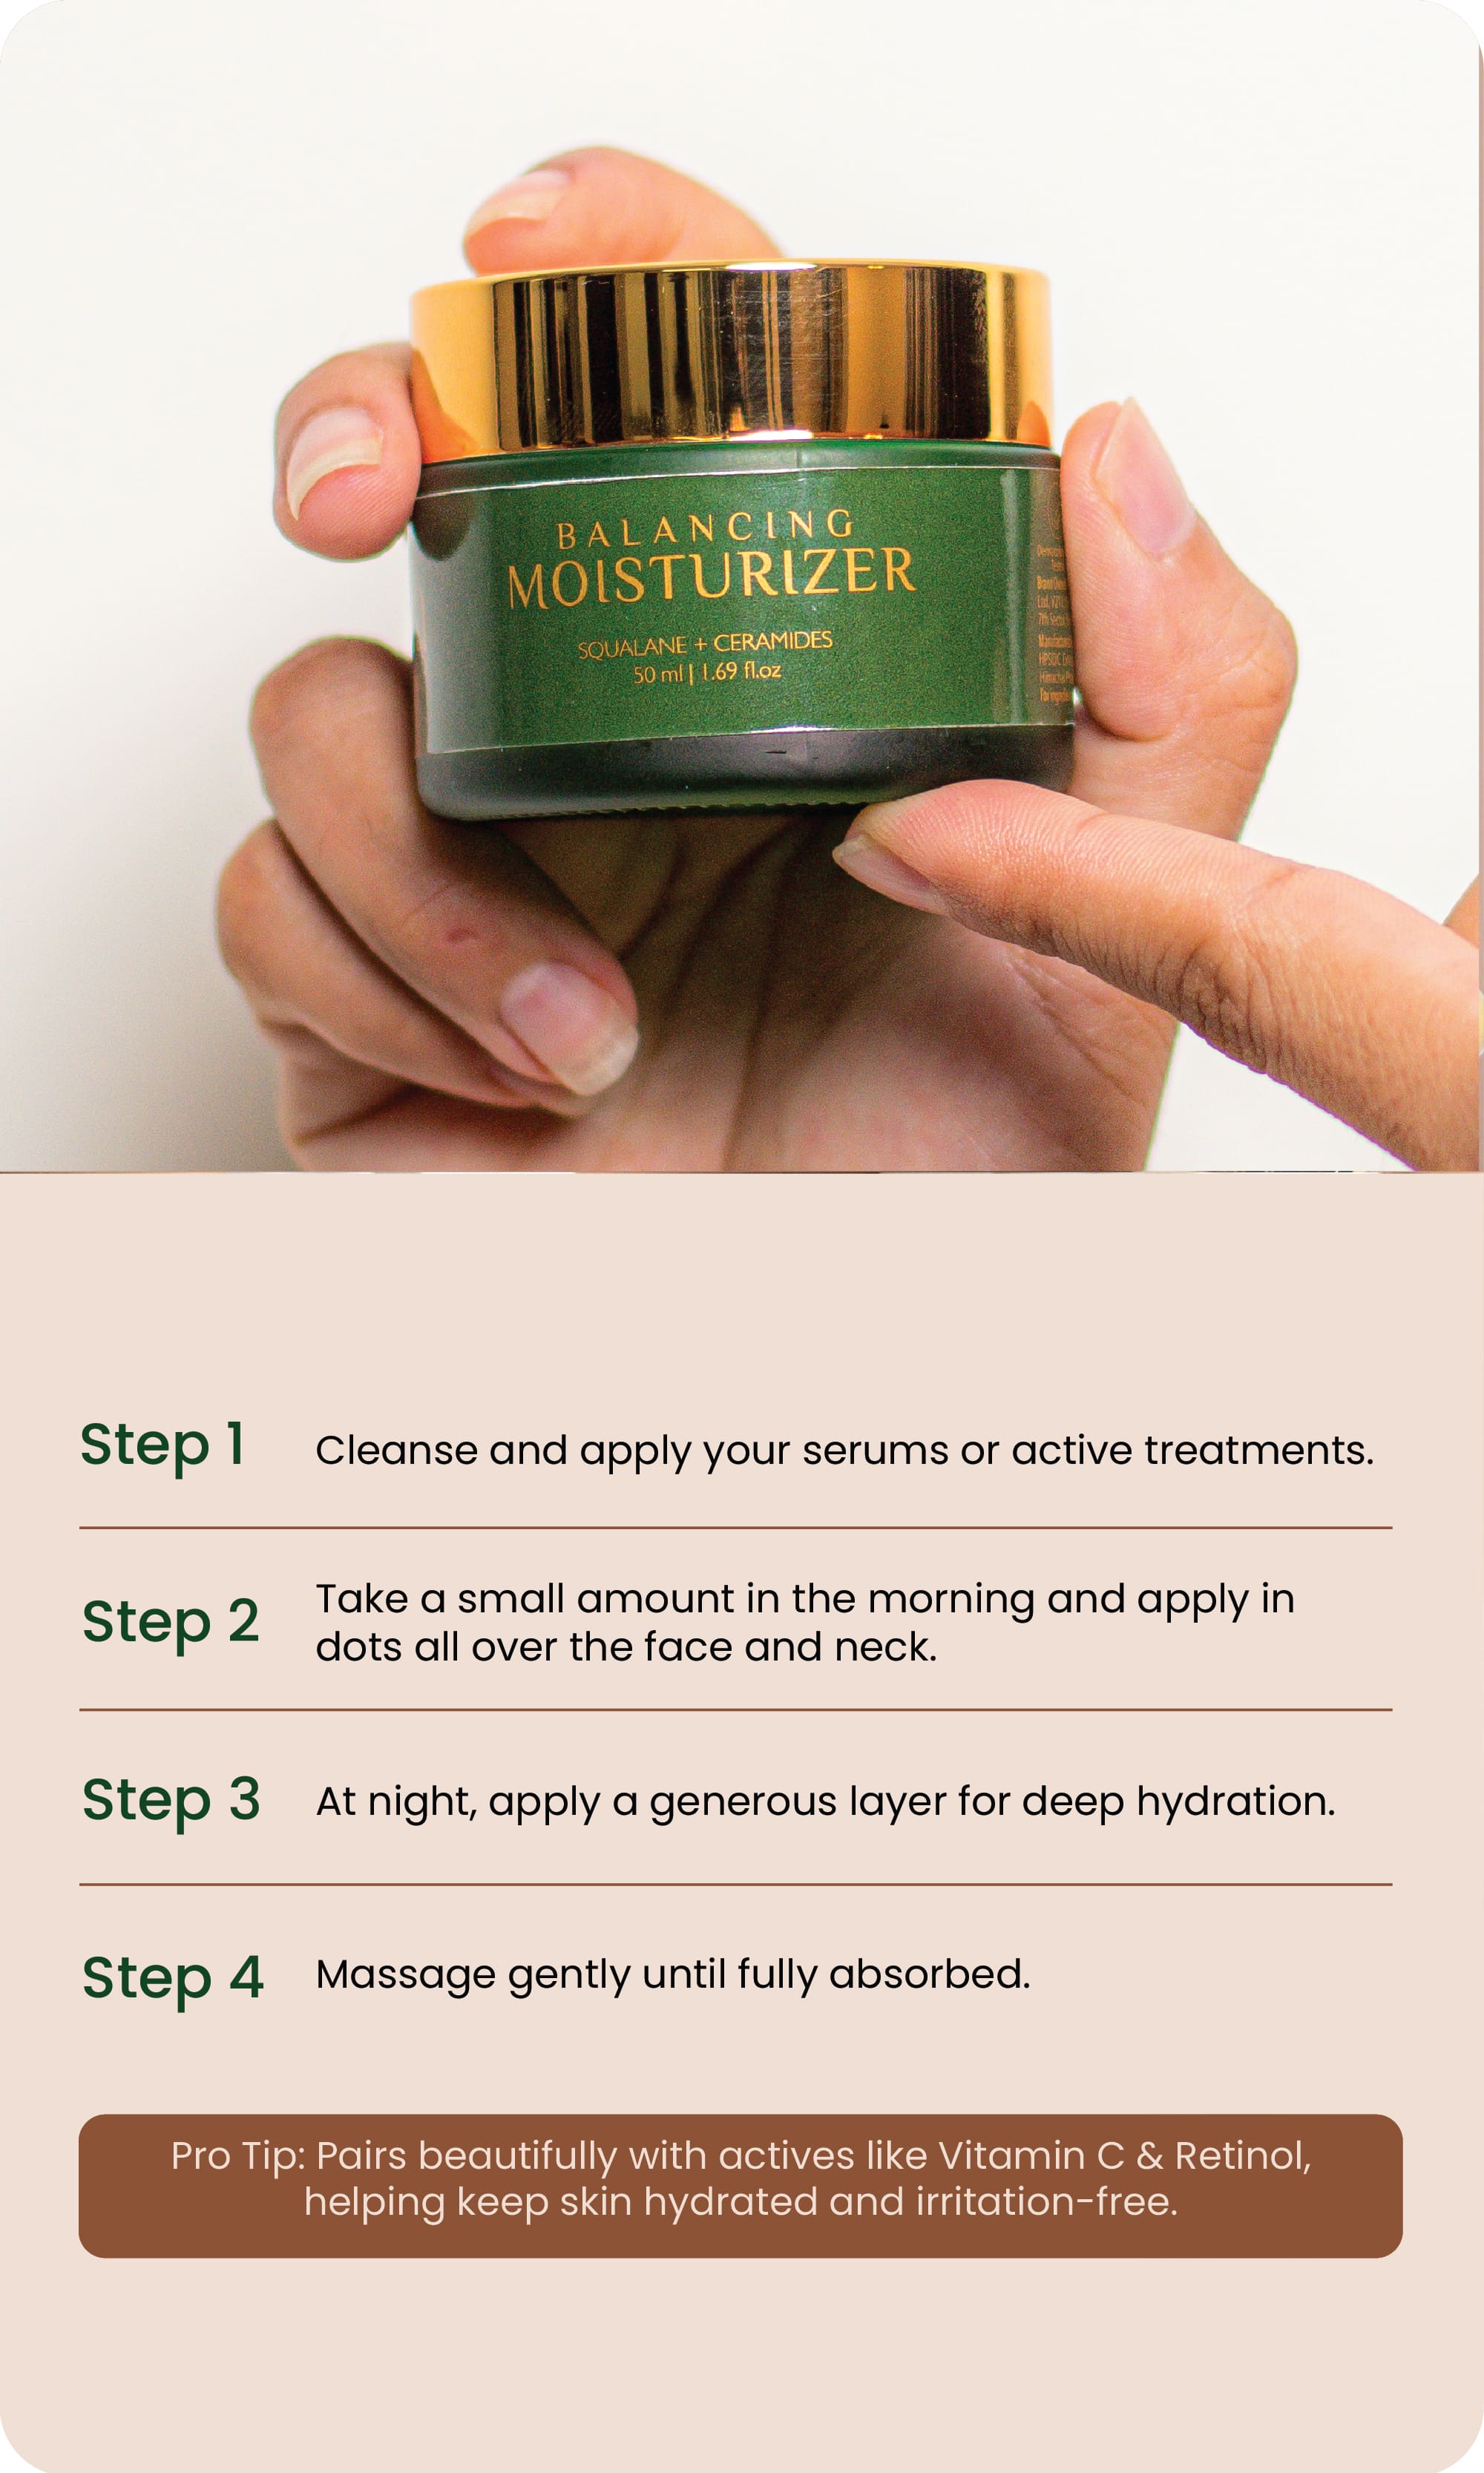 BALANCING
MOISTURIZER
SQUALANE + CERAMIDES
50 ml | 1.69 fl.oz
Step 1
Cleanse and apply your serums or active treatments.
Step 2
Take a small amount in the morning and apply in
dots all over the face and neck.
Step 3
At night, apply a generous layer for deep hydration.
Step 4
Massage gently until fully absorbed.
Pro Tip: Pairs beautifully with actives like Vitamin C & Retinol,
helping keep skin hydrated and irritation-free.